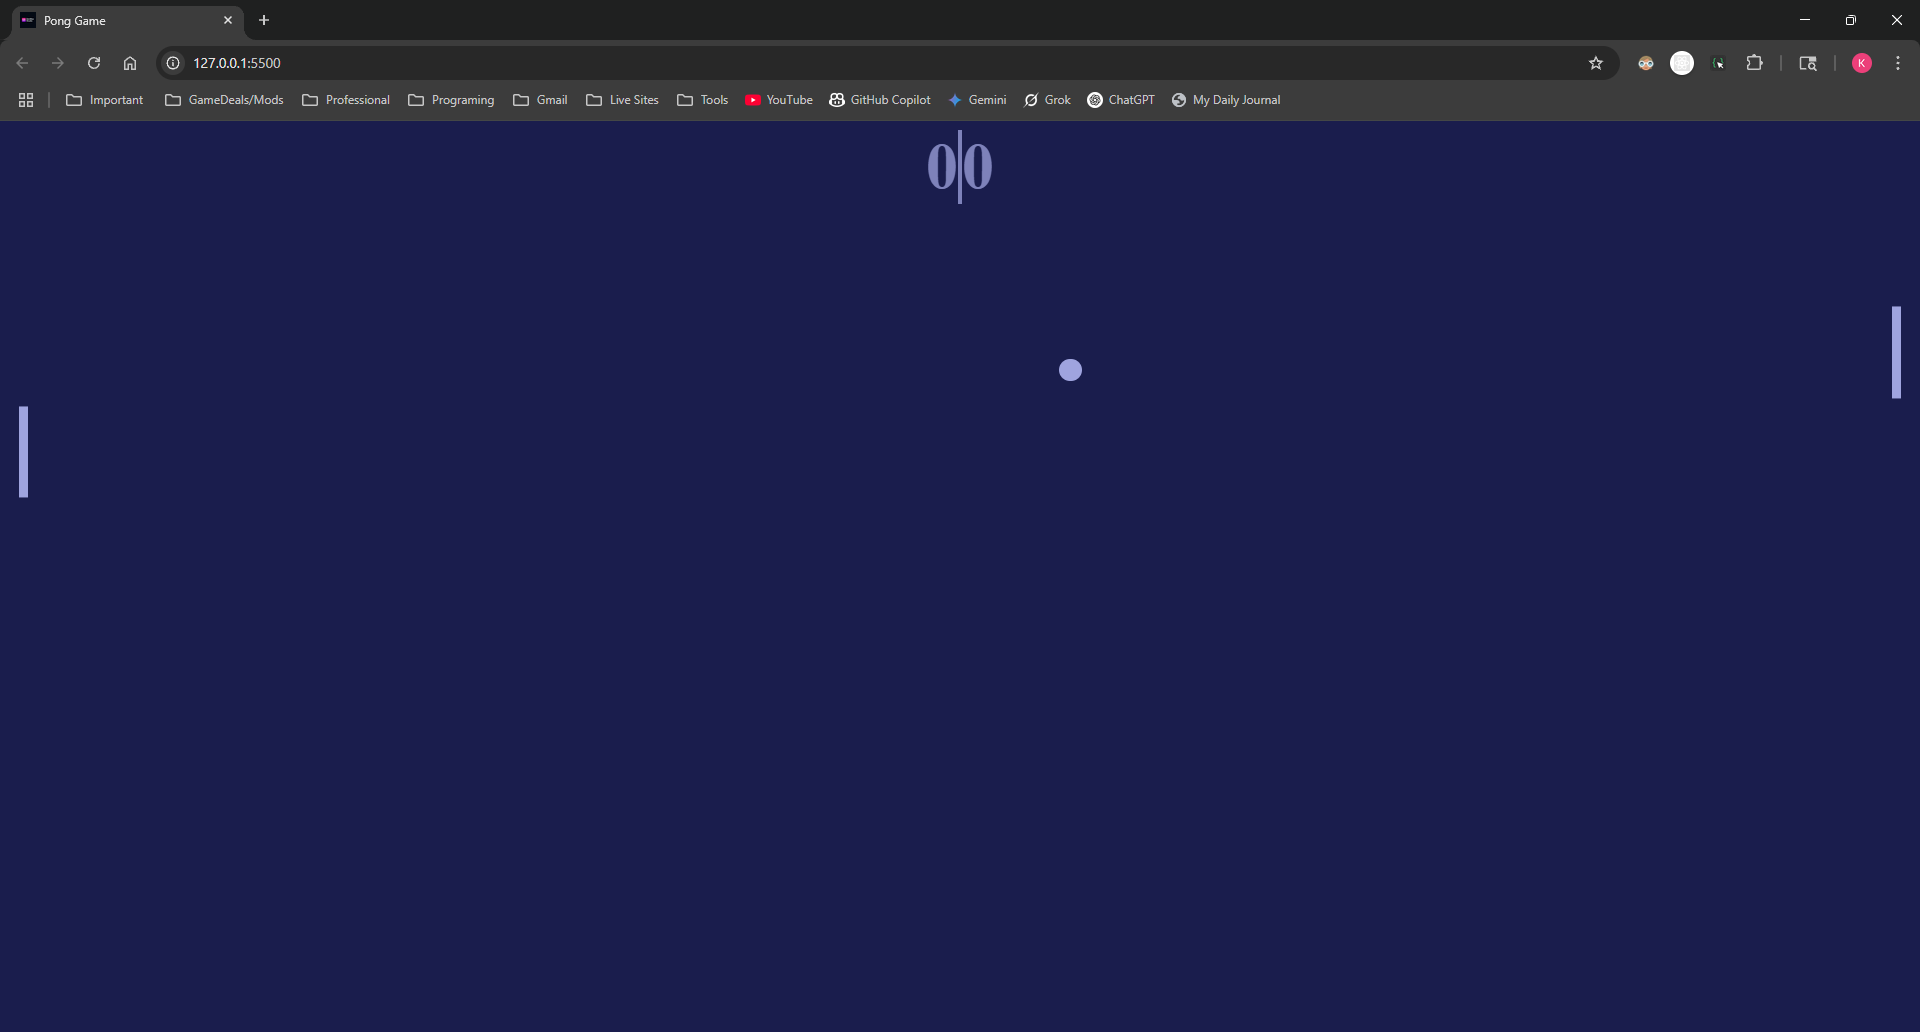 Pong Game
127.0.0.1:5500
Important GameDeals/Mods Professional Programing Gmail Live Sites Tools YouTube GitHub Copilot Gemini Grok ChatGPT My Daily Journal
K
0 0